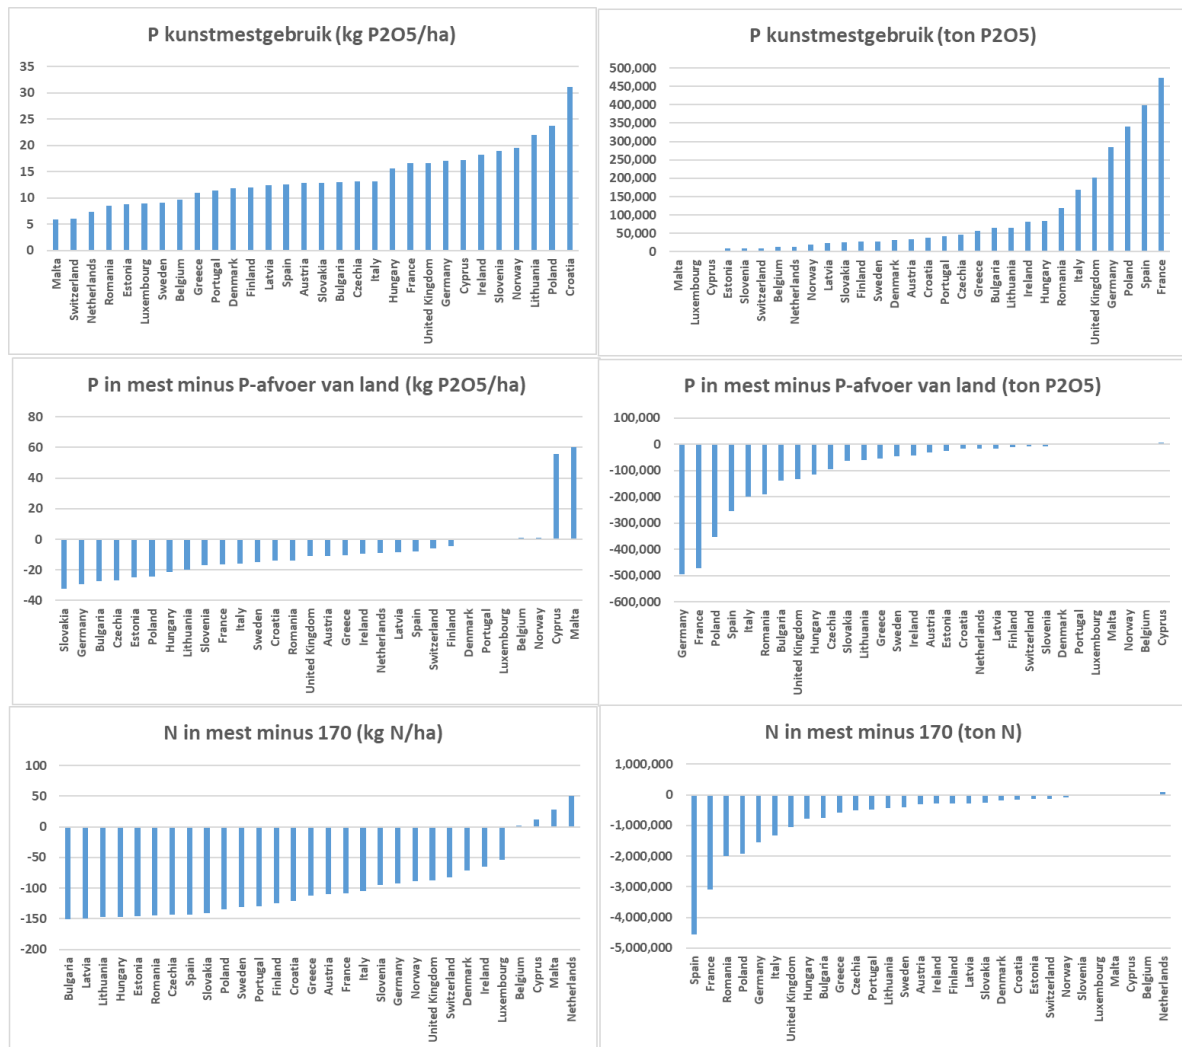 P kunstmestgebruik (kg P2O5/ha)
35
30
25
20
15
10
5
0
Malta
Switzerland
Netherlands
Romania
Estonia
Luxembourg
Sweden
Belgium
Greece
Portugal
Denmark
Finland
Latvia
Spain
Austria
Slovakia
Bulgaria
Czechia
Italy
Hungary
France
United Kingdom
Germany
Cyprus
Ireland
Slovenia
Norway
Lithuania
Poland
Croatia
P kunstmestgebruik (ton P2O5)
500,000
450,000
400,000
350,000
300,000
250,000
200,000
150,000
100,000
50,000
0
Malta
Luxembourg
Cyprus
Estonia
Slovenia
Switzerland
Belgium
Netherlands
Norway
Latvia
Slovakia
Finland
Sweden
Denmark
Austria
Croatia
Portugal
Czechia
Greece
Bulgaria
Lithuania
Ireland
Hungary
Romania
Italy
United Kingdom
Germany
Poland
Spain
France
P in mest minus P-afvoer van land (kg P2O5/ha)
80
60
40
20
0
-20
-40
Slovakia
Germany
Bulgaria
Czechia
Estonia
Poland
Hungary
Lithuania
Slovenia
France
Italy
Sweden
Croatia
Romania
United Kingdom
Austria
Greece
Ireland
Netherlands
Latvia
Spain
Switzerland
Finland
Denmark
Portugal
Luxembourg
Belgium
Norway
Cyprus
Malta
P in mest minus P-afvoer van land (ton P2O5)
100,000
0
-100,000
-200,000
-300,000
-400,000
-500,000
-600,000
Germany
France
Poland
Spain
Italy
Romania
Bulgaria
United Kingdom
Hungary
Czechia
Slovakia
Lithuania
Greece
Sweden
Ireland
Austria
Estonia
Croatia
Netherlands
Latvia
Finland
Switzerland
Slovenia
Denmark
Portugal
Luxembourg
Malta
Norway
Belgium
Cyprus
N in mest minus 170 (kg N/ha)
100
50
0
-50
-100
-150
-200
Bulgaria
Latvia
Lithuania
Hungary
Estonia
Romania
Czechia
Spain
Slovakia
Poland
Sweden
Portugal
Finland
Croatia
Greece
Austria
France
Italy
Slovenia
Germany
Norway
United Kingdom
Switzerland
Denmark
Ireland
Luxembourg
Belgium
Cyprus
Malta
Netherlands
N in mest minus 170 (ton N)
1,000,000
0
-1,000,000
-2,000,000
-3,000,000
-4,000,000
-5,000,000
Spain
France
Romania
Poland
Germany
Italy
United Kingdom
Hungary
Bulgaria
Greece
Czechia
Portugal
Lithuania
Sweden
Austria
Ireland
Finland
Latvia
Slovakia
Denmark
Croatia
Estonia
Switzerland
Norway
Slovenia
Luxembourg
Malta
Cyprus
Belgium
Netherlands